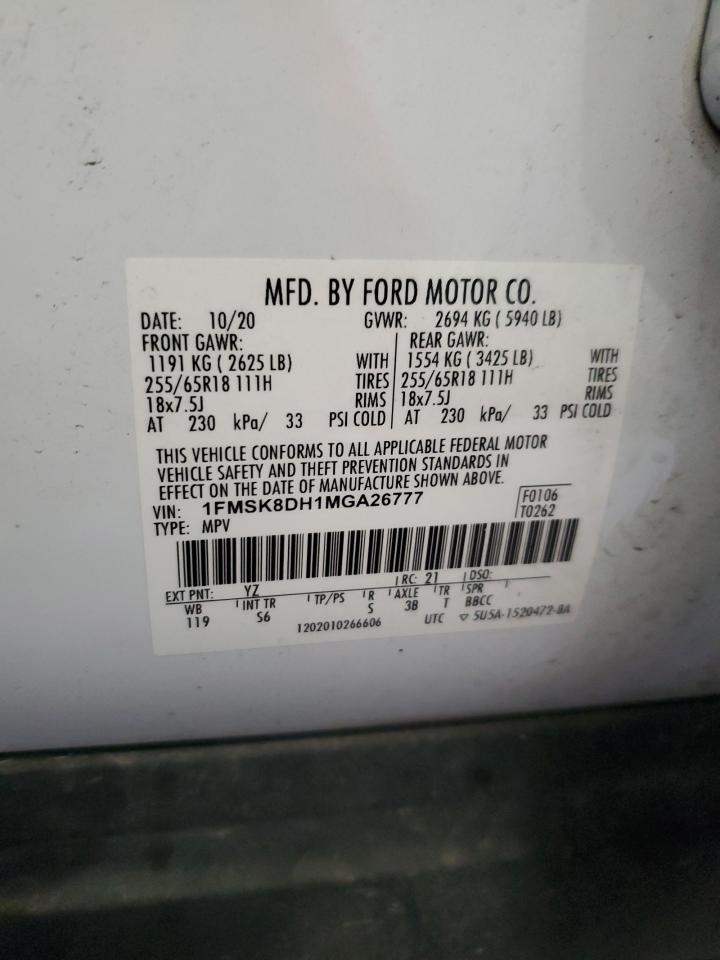 MFD. BY FORD MOTOR CO.
DATE: 10/20 GVWR: 2694 KG ( 5940 LB)
FRONT GAWR: REAR GAWR:
1191 KG ( 2625 LB) WITH 1554 KG ( 3425 LB) WITH
255/65R18 111H TIRES 255/65R18 111H TIRES
18x7.5J RIMS 18x7.5J RIMS
AT 230 kPa/ 33 PSI COLD AT 230 kPa/ 33 PSI COLD
THIS VEHICLE CONFORMS TO ALL APPLICABLE FEDERAL MOTOR
VEHICLE SAFETY AND THEFT PREVENTION STANDARDS IN
EFFECT ON THE DATE OF MANUFACTURE SHOWN ABOVE.
VIN: 1FMSK8DH1MGA26777 F0106
TYPE: MPV T0262
EXT PNT: YZ RC: 21 DSO:
WB INT TR TP/PS R AXLE TR SPR
119 S6 S 3B T BBCC
1202010266606 UTC ▽ 5U5A-1520472-BA